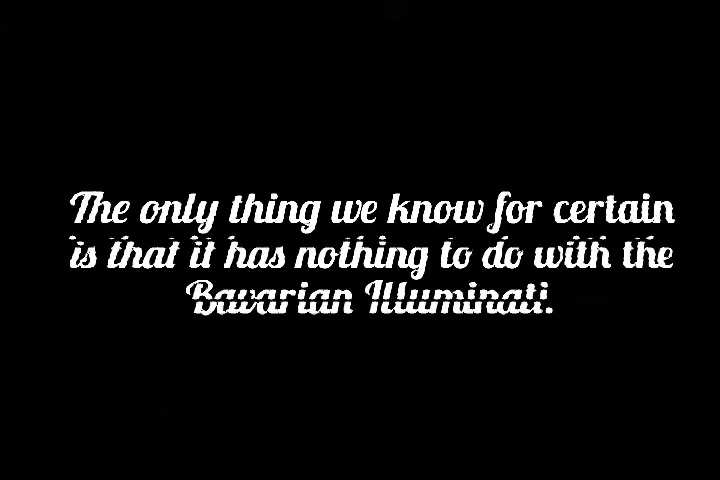 The only thing we know for certain
is that it has nothing to do with the
Bavarian Illuminati.